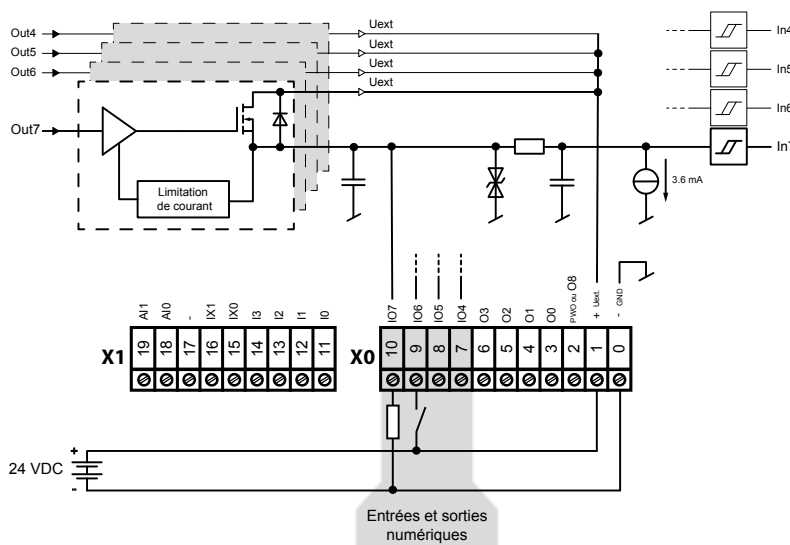 Out4
Out5
Out6
Out7
Uext
Uext
Uext
Uext
In4
In5
In6
In7
Limitation
de courant
3.6 mA
AI1
AI0
-
IX1
IX0
I3
I2
I1
I0
X1
19
18
17
16
15
14
13
12
11
IO7
IO6
IO5
IO4
O3
O2
O1
O0
PWO ou O8
+ Uext.
- GND
X0
10
9
8
7
6
5
4
3
2
1
0
+
24 VDC
-
Entrées et sorties
numériques